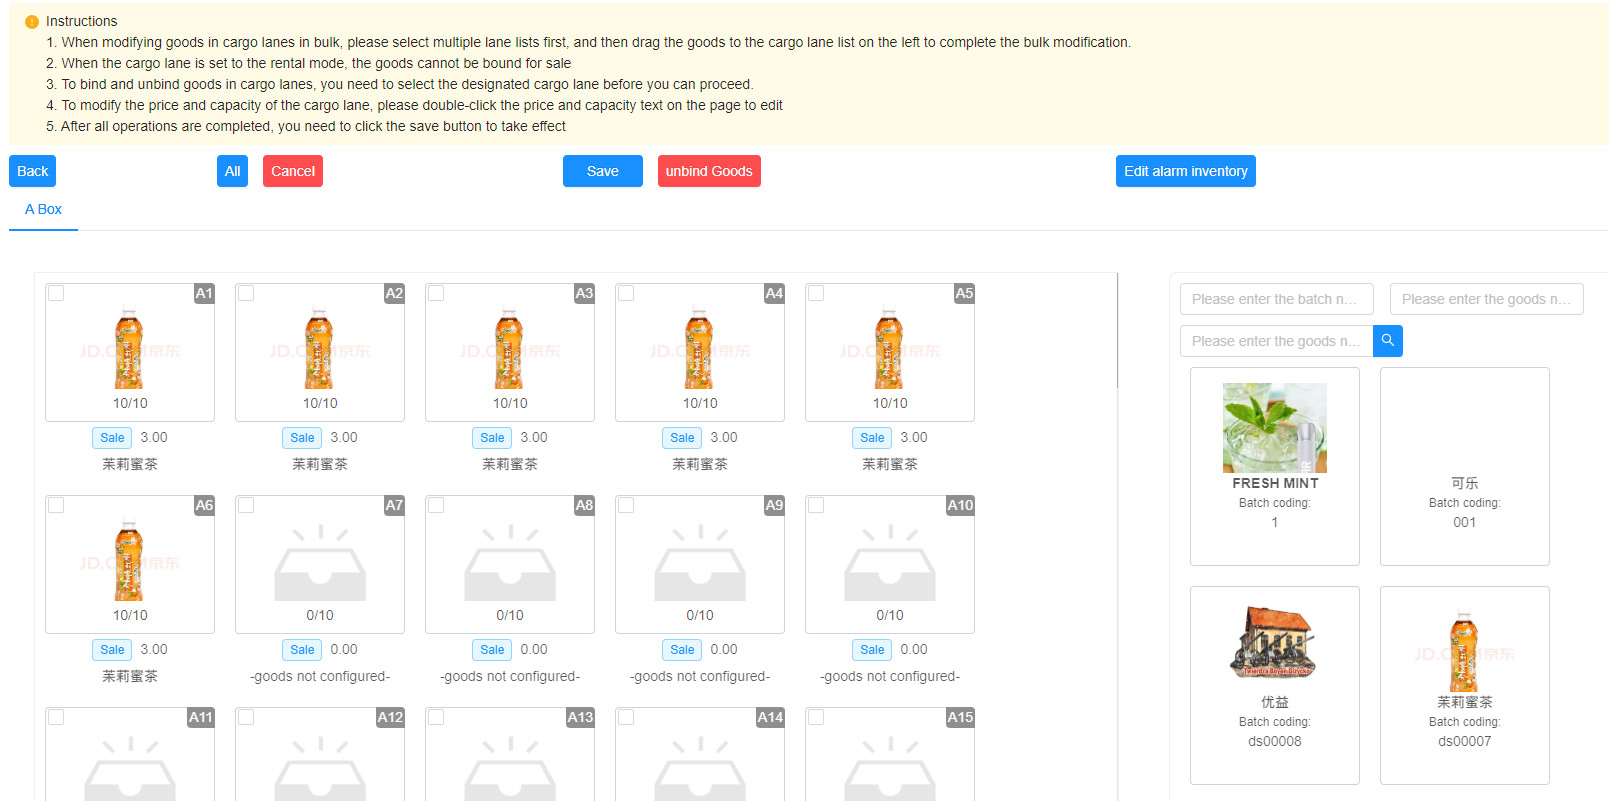 Instructions
1. When modifying goods in cargo lanes in bulk, please select multiple lane lists first, and then drag the goods to the cargo lane list on the left to complete the bulk modification.
2. When the cargo lane is set to the rental mode, the goods cannot be bound for sale
3. To bind and unbind goods in cargo lanes, you need to select the designated cargo lane before you can proceed.
4. To modify the price and capacity of the cargo lane, please double-click the price and capacity text on the page to edit
5. After all operations are completed, you need to click the save button to take effect
Back All Cancel Save unbind Goods Edit alarm inventory
A Box
A1 A2 A3 A4 A5
10/10 10/10 10/10 10/10 10/10
Sale 3.00 Sale 3.00 Sale 3.00 Sale 3.00 Sale 3.00
茉莉蜜茶 茉莉蜜茶 茉莉蜜茶 茉莉蜜茶 茉莉蜜茶
A6 A7 A8 A9 A10
10/10 0/10 0/10 0/10 0/10
Sale 3.00 Sale 0.00 Sale 0.00 Sale 0.00 Sale 0.00
茉莉蜜茶 -goods not configured- -goods not configured- -goods not configured- -goods not configured-
A11 A12 A13 A14 A15
Please enter the batch n... Please enter the goods n...
Please enter the goods n...
FRESH MINT 可乐
Batch coding: Batch coding:
1 001
优益 茉莉蜜茶
Batch coding: Batch coding:
ds00008 ds00007